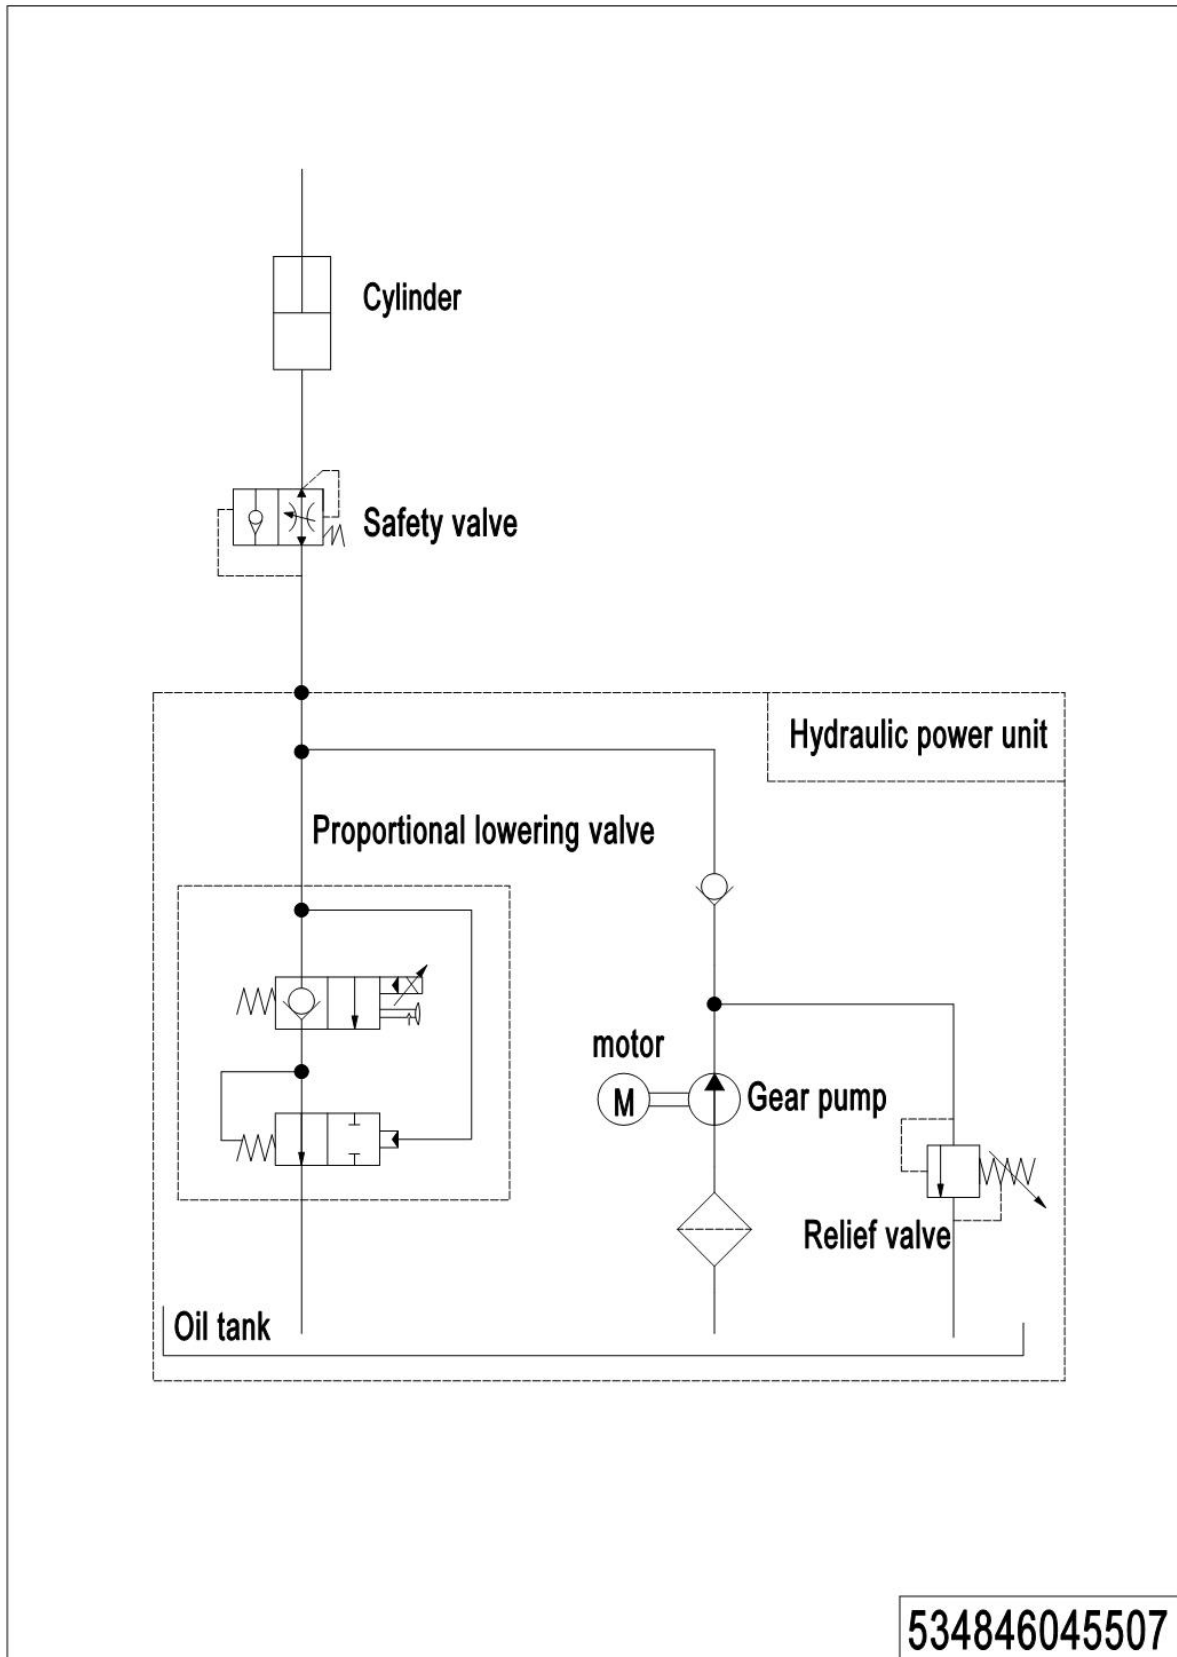 Cylinder
Safety valve
Hydraulic power unit
Proportional lowering valve
motor
M
Gear pump
Relief valve
Oil tank
534846045507